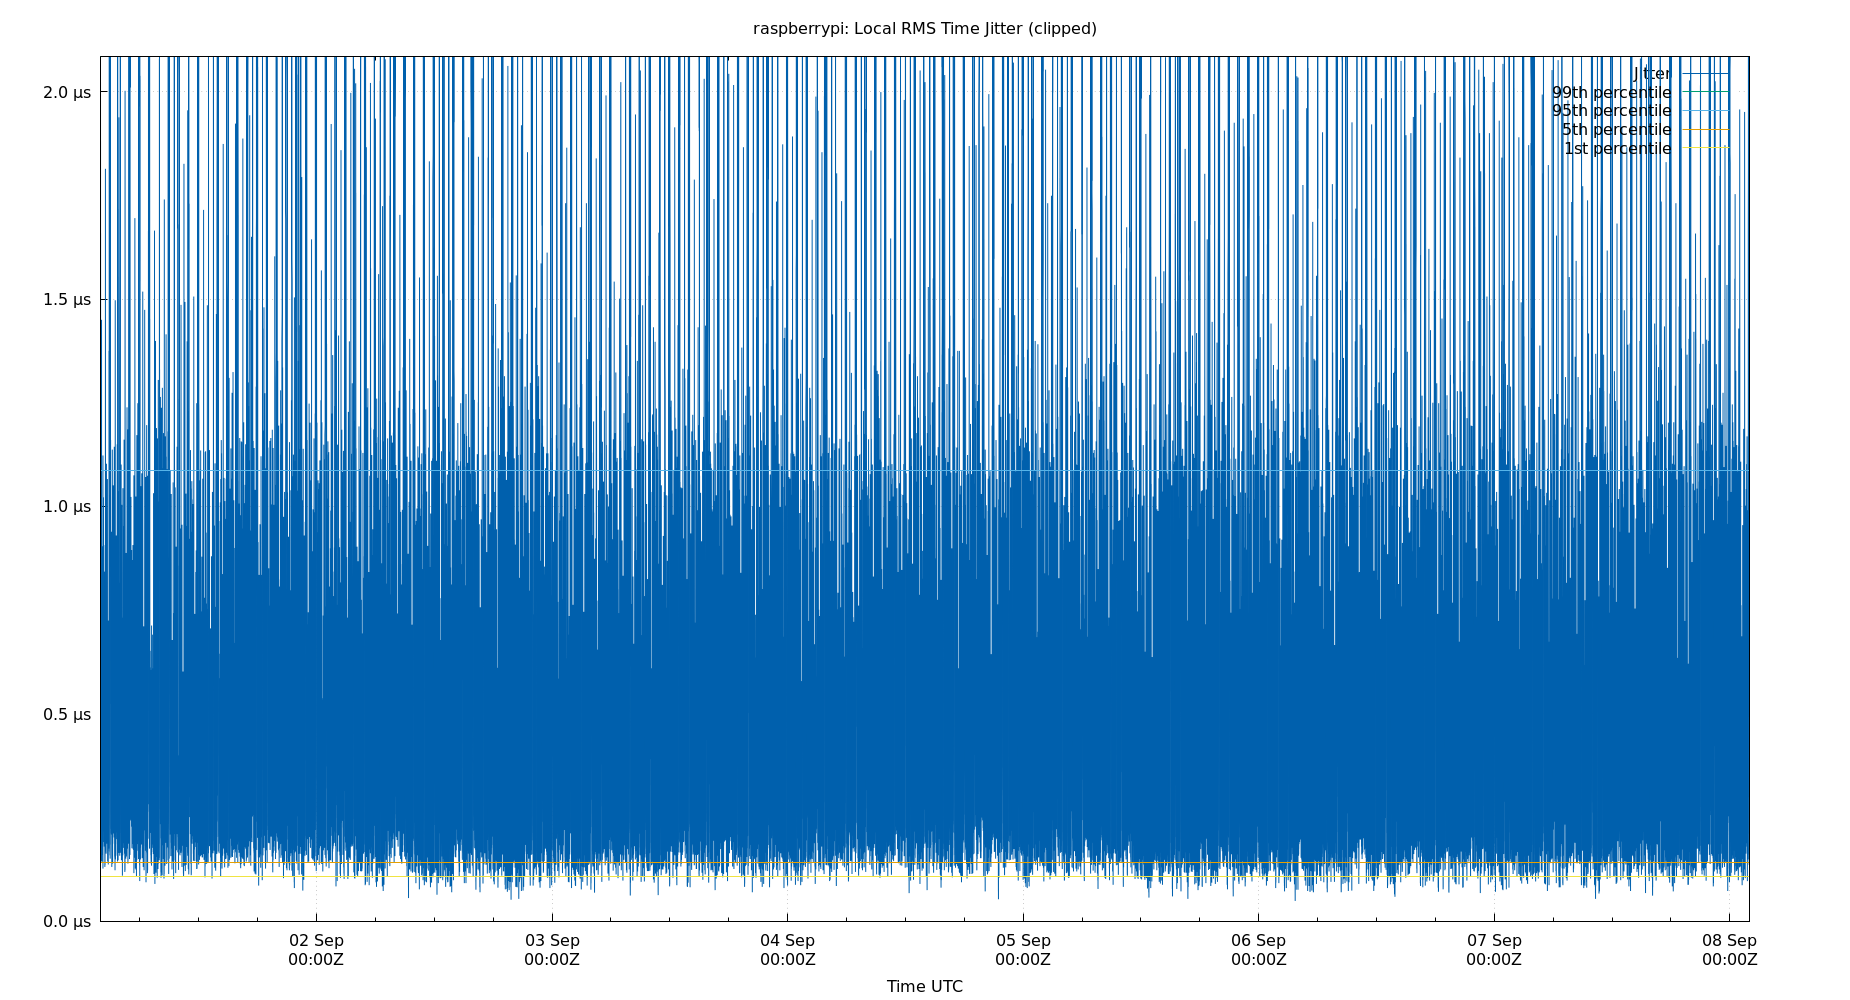 raspberrypi: Local RMS Time Jitter (clipped)
Jitter
99th percentile
95th percentile
5th percentile
1st percentile
2.0 µs
1.5 µs
1.0 µs
0.5 µs
0.0 µs
02 Sep
00:00Z
03 Sep
00:00Z
04 Sep
00:00Z
05 Sep
00:00Z
06 Sep
00:00Z
07 Sep
00:00Z
08 Sep
00:00Z
Time UTC